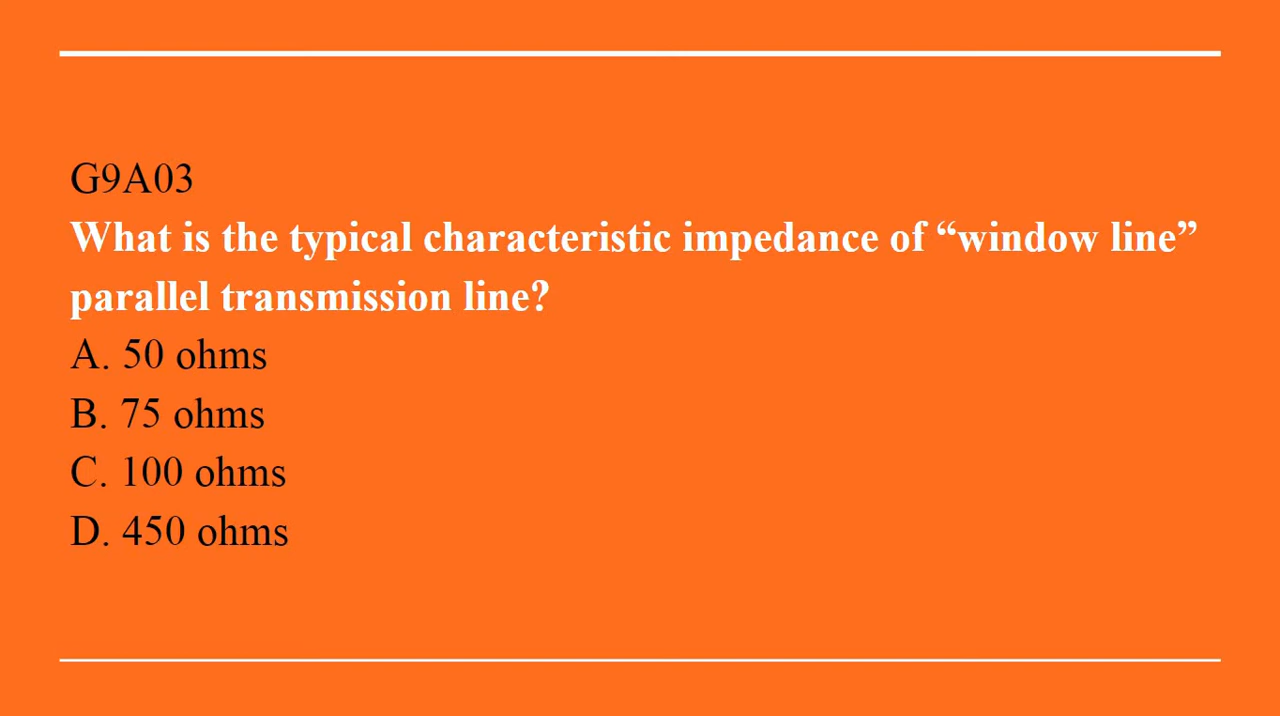 G9A03
What is the typical characteristic impedance of “window line”
parallel transmission line?
A. 50 ohms
B. 75 ohms
C. 100 ohms
D. 450 ohms